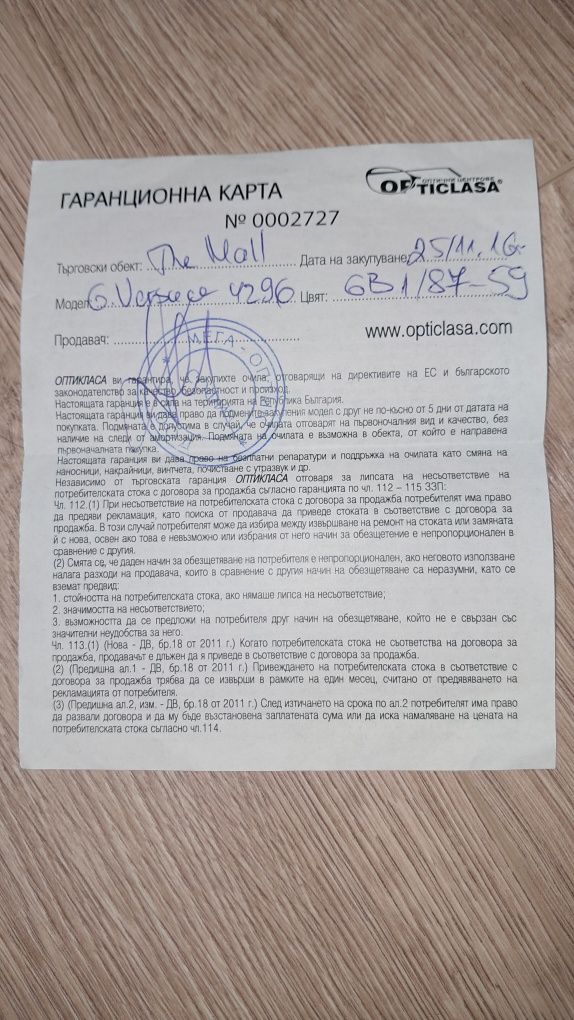 ГАРАНЦИОННА КАРТА
ОПТИЧНИ ЦЕНТРОВЕ
OPTICLASA®
№ 0002727
Търговски обект: The Mall Дата на закупуване: 25/11.16г.
Модел: G. Versace 4296 Цвят: GB1/87-59
Продавач:
www.opticlasa.com
МЕГА-ОПТ
ОПТИКЛАСА ви гарантира, че закупихте очила, отговарящи на директивите на ЕС и българското
законодателство за качество, безопастност и произход.
Настоящата гаранция е в сила на територията на Република България.
Настоящата гаранция ви дава право да подмените закупения модел с друг не по-късно от 5 дни от датата на
покупката. Подмяната е допустима в случай, че очилата отговарят на първоначалния вид и качество, без
наличие на следи от амортизация. Подмяната на очилата е възможна в обекта, от който е направена
първоначалната покупка.
Настоящата гаранция ви дава право на безплатни репаратури и поддръжка на очилата като смяна на
наносници, накрайници, винтчета, почистване с утразвук и др.
Независимо от търговската гаранция ОПТИКЛАСА отговаря за липсата на несъответствие на
потребителската стока с договора за продажба съгласно гаранцията по чл. 112 – 115 ЗЗП:
Чл. 112.(1) При несъответствие на потребителската стока с договора за продажба потребителят има право
да предяви рекламация, като поиска от продавача да приведе стоката в съответствие с договора за
продажба. В този случай потребителят може да избира между извършване на ремонт на стоката или замяната
й с нова, освен ако това е невъзможно или избрания от него начин за обезщетение е непропорционален в
сравнение с другия.
(2) Смята се, че даден начин за обезщетяване на потребителя е непропорционален, ако неговото използване
налага разходи на продавача, които в сравнение с другия начин на обезщетяване са неразумни, като се
вземат предвид:
1. стойността на потребителската стока, ако нямаше липса на несъответствие;
2. значимостта на несъответствието;
3. възможността да се предложи на потребителя друг начин на обезщетяване, който не е свързан със
значителни неудобства за него.
Чл. 113.(1) (Нова - ДВ, бр.18 от 2011 г.) Когато потребителската стока не съответства на договора за
продажба, продавачът е длъжен да я приведе в съответствие с договора за продажба.
(2) (Предишна ал.1 - ДВ, бр.18 от 2011 г.) Привеждането на потребителската стока в съответствие с
договора за продажба трябва да се извърши в рамките на един месец, считано от предявяването на
рекламацията от потребителя.
(3) (Предишна ал.2, изм. - ДВ, бр.18 от 2011 г.) След изтичането на срока по ал.2 потребителят има право
да развали договора и да му бъде възстановена заплатената сума или да иска намаляване на цената на
потребителската стока съгласно чл.114.